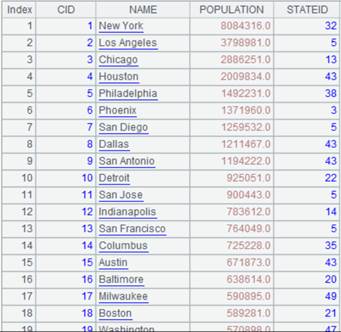 Index CID NAME POPULATION STATEID
1 1 New York 8084316.0 32
2 2 Los Angeles 3798981.0 5
3 3 Chicago 2886251.0 13
4 4 Houston 2009834.0 43
5 5 Philadelphia 1492231.0 38
6 6 Phoenix 1371960.0 3
7 7 San Diego 1259532.0 5
8 8 Dallas 1211467.0 43
9 9 San Antonio 1194222.0 43
10 10 Detroit 925051.0 22
11 11 San Jose 900443.0 5
12 12 Indianapolis 783612.0 14
13 13 San Francisco 764049.0 5
14 14 Columbus 725228.0 35
15 15 Austin 671873.0 43
16 16 Baltimore 638614.0 20
17 17 Milwaukee 590895.0 49
18 18 Boston 589281.0 21
19 19 Washington 570898.0 47